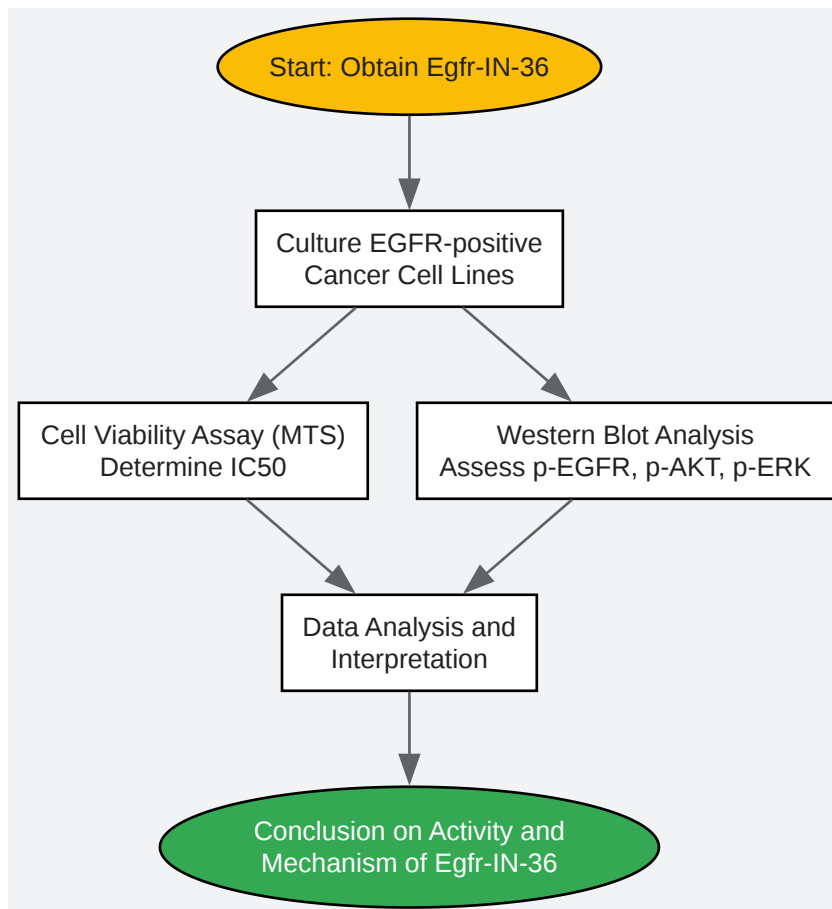 Start: Obtain Egfr-IN-36
Culture EGFR-positive
Cancer Cell Lines
Cell Viability Assay (MTS)
Determine IC50
Western Blot Analysis
Assess p-EGFR, p-AKT, p-ERK
Data Analysis and
Interpretation
Conclusion on Activity and
Mechanism of Egfr-IN-36